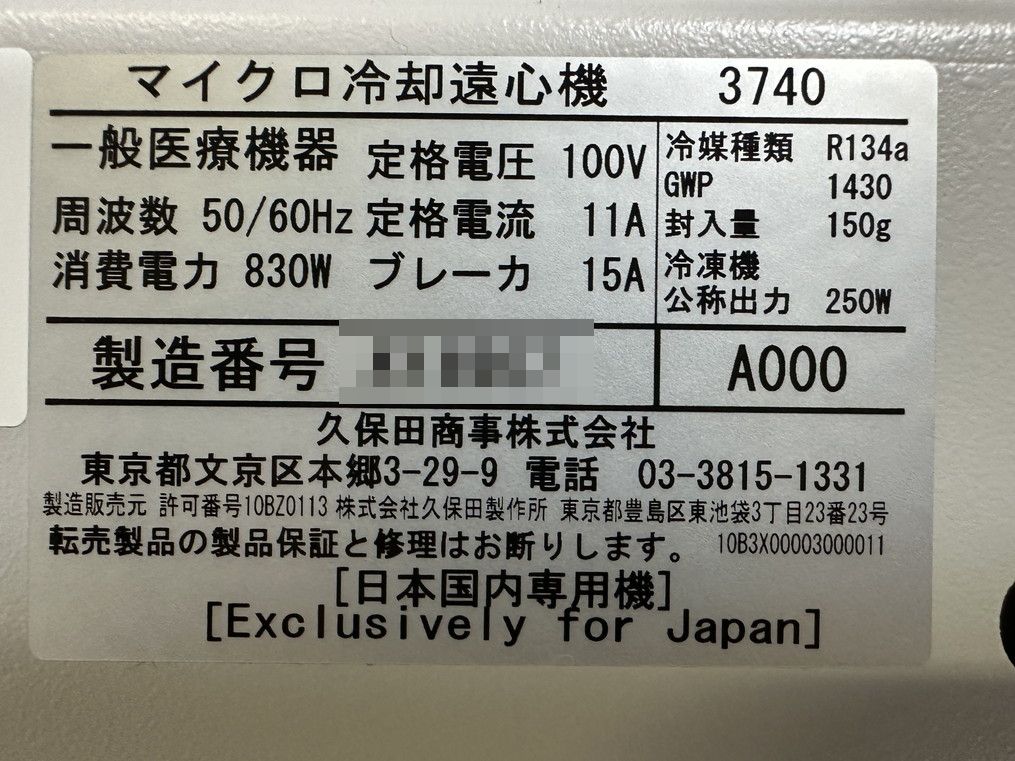 マイクロ冷却遠心機 3740
一般医療機器 定格電圧 100V
周波数 50/60Hz 定格電流 11A
消費電力 830W ブレーカ 15A
冷媒種類 R134a
GWP 1430
封入量 150g
冷凍機
公称出力 250W
製造番号
A000
久保田商事株式会社
東京都文京区本郷3-29-9 電話 03-3815-1331
製造販売元 許可番号10BZ0113 株式会社久保田製作所 東京都豊島区東池袋3丁目23番23号
転売製品の製品保証と修理はお断りします。 10B3X00003000011
[日本国内専用機]
[Exclusively for Japan]